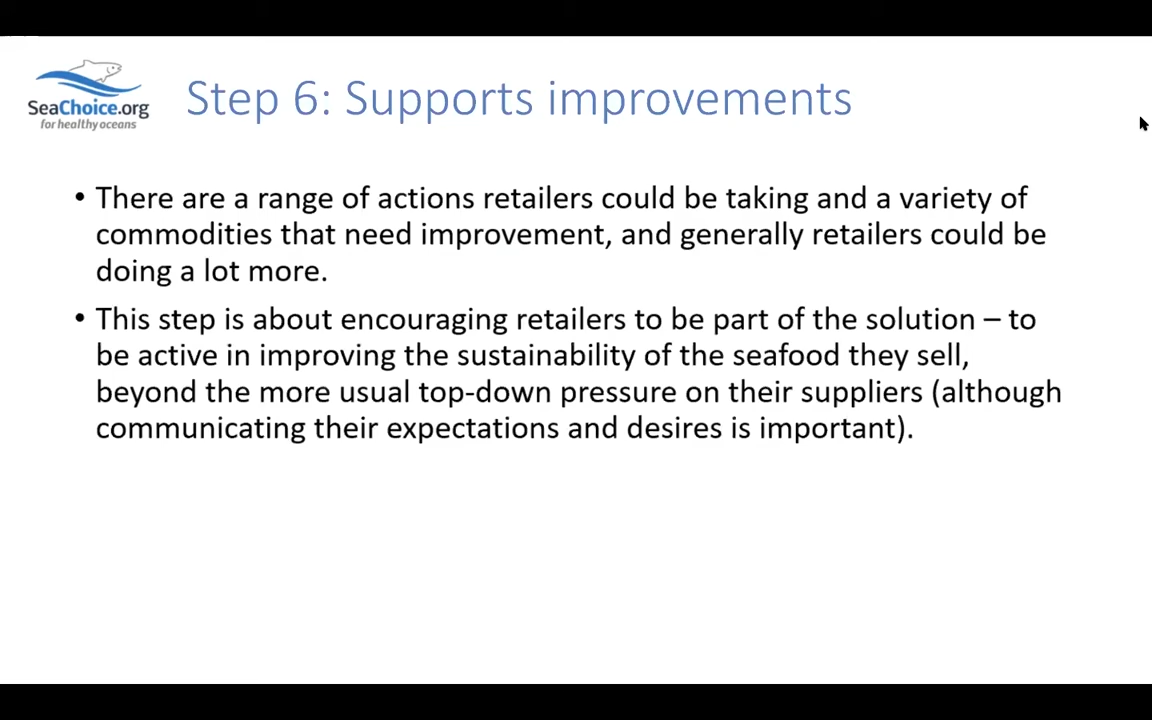 SeaChoice.org
for healthy oceans
Step 6: Supports improvements
• There are a range of actions retailers could be taking and a variety of
commodities that need improvement, and generally retailers could be
doing a lot more.
• This step is about encouraging retailers to be part of the solution – to
be active in improving the sustainability of the seafood they sell,
beyond the more usual top-down pressure on their suppliers (although
communicating their expectations and desires is important).